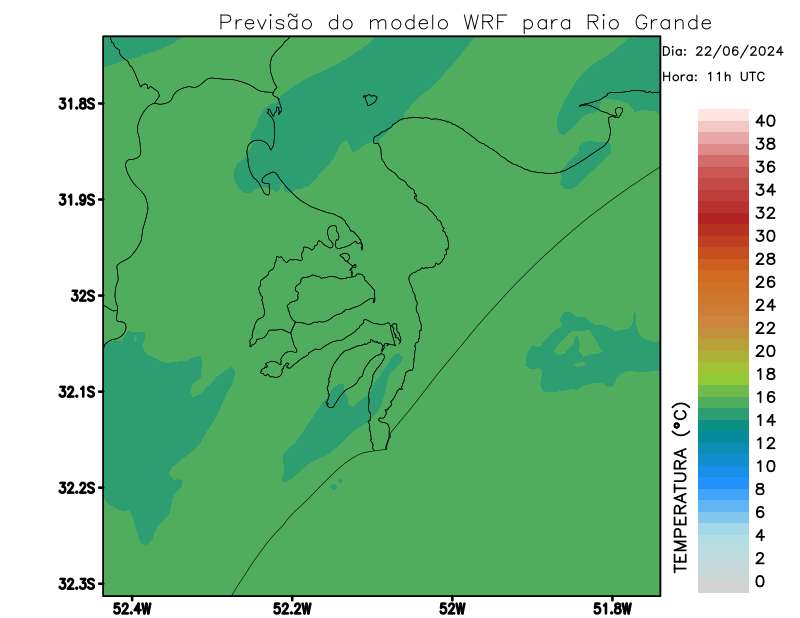 Previsão do modelo WRF para Rio Grande
Dia: 22/06/2024
Hora: 11h UTC
31.8S
31.9S
32S
32.1S
32.2S
32.3S
52.4W
52.2W
52W
51.8W
TEMPERATURA (°C)
40
38
36
34
32
30
28
26
24
22
20
18
16
14
12
10
8
6
4
2
0